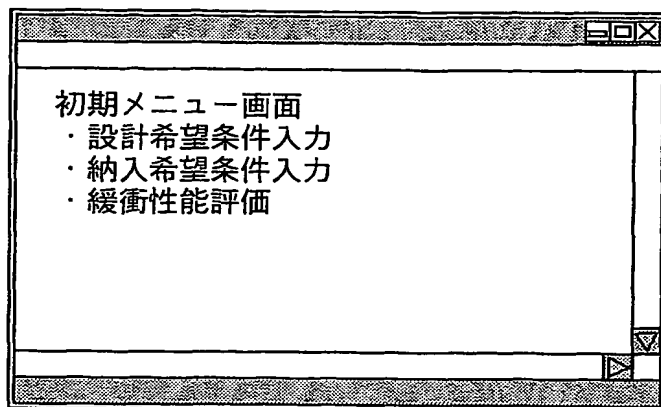 初期メニュー画面
・設計希望条件入力
・納入希望条件入力
・緩衝性能評価